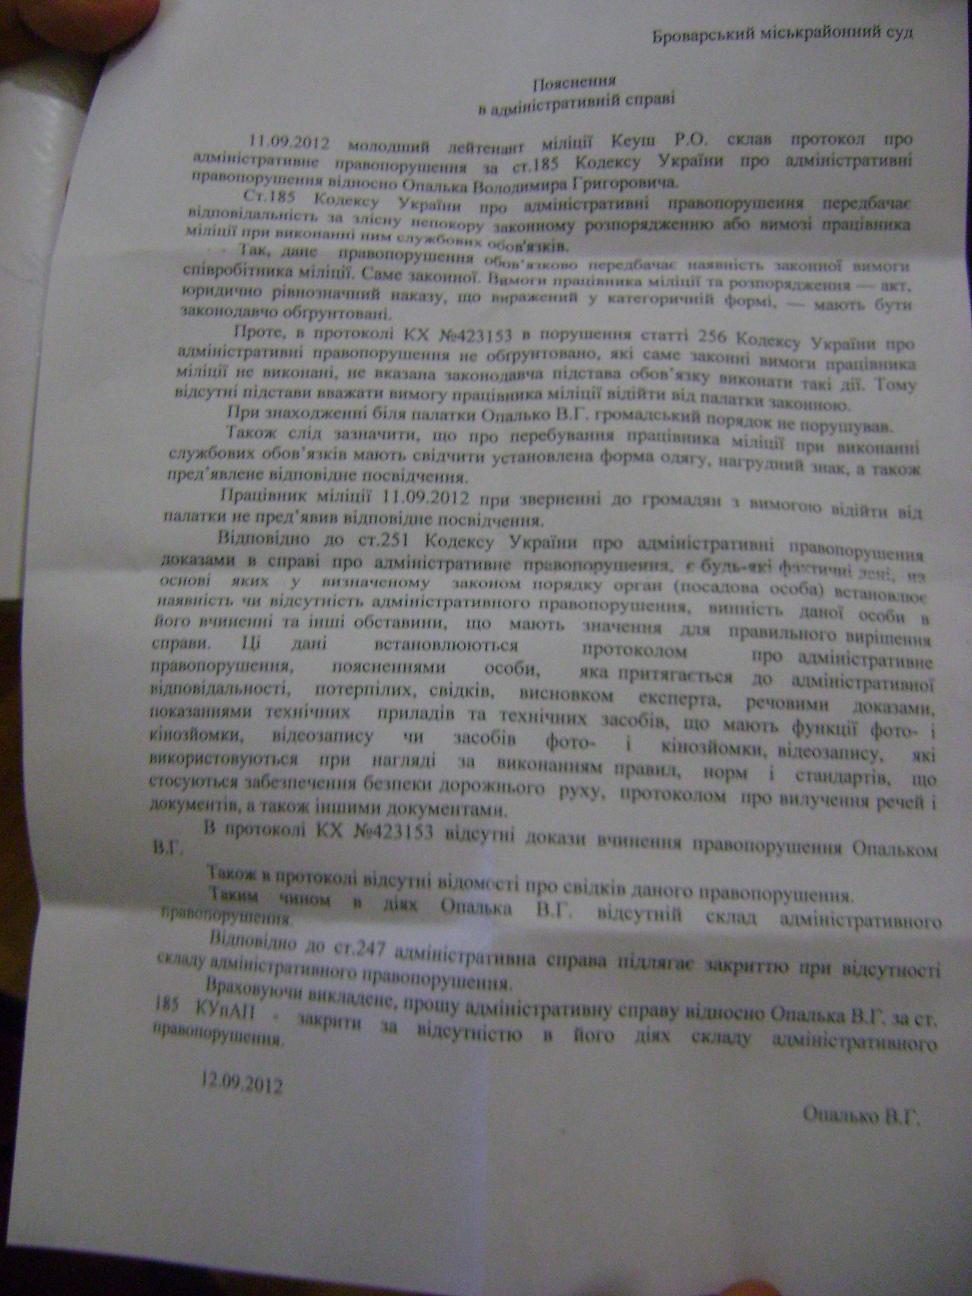 Броварський міськрайонний суд
Пояснення
в адміністративній справі
11.09.2012 молодший лейтенант міліції Кеуш Р.О. склав протокол про
адміністративне правопорушення за ст.185 Кодексу України про адміністративні
правопорушення відносно Опалька Володимира Григоровича.
Ст.185 Кодексу України про адміністративні правопорушення передбачає
відповідальність за злісну непокору законному розпорядженню або вимозі працівника
міліції при виконанні ним службових обов'язків.
Так, дане правопорушення обов'язково передбачає наявність законної вимоги
співробітника міліції. Саме законної. Вимоги працівника міліції та розпорядження — акт,
юридично рівнозначний наказу, що виражений у категоричній формі, — мають бути
законодавчо обґрунтовані.
Проте, в протоколі КХ №423153 в порушення статті 256 Кодексу України про
адміністративні правопорушення не обґрунтовано, які саме законні вимоги працівника
міліції не виконані, не вказана законодавча підстава обов'язку виконати такі дії. Тому
відсутні підстави вважати вимогу працівника міліції відійти від палатки законною.
При знаходженні біля палатки Опалько В.Г. громадський порядок не порушував.
Також слід зазначити, що про перебування працівника міліції при виконанні
службових обов'язків мають свідчити установлена форма одягу, нагрудний знак, а також
пред'явлене відповідне посвідчення.
Працівник міліції 11.09.2012 при зверненні до громадян з вимогою відійти від
палатки не пред'явив відповідне посвідчення.
Відповідно до ст.251 Кодексу України про адміністративні правопорушення
доказами в справі про адміністративне правопорушення, є будь-які фактичні дані, на
основі яких у визначеному законом порядку орган (посадова особа) встановлює
наявність чи відсутність адміністративного правопорушення, винність даної особи в
його вчиненні та інші обставини, що мають значення для правильного вирішення
справи. Ці дані встановлюються протоколом про адміністративне
правопорушення, поясненнями особи, яка притягається до адміністративної
відповідальності, потерпілих, свідків, висновком експерта, речовими доказами,
показаннями технічних приладів та технічних засобів, що мають функції фото- і
кінозйомки, відеозапису чи засобів фото- і кінозйомки, відеозапису, які
використовуються при нагляді за виконанням правил, норм і стандартів, що
стосуються забезпечення безпеки дорожнього руху, протоколом про вилучення речей і
документів, а також іншими документами.
В протоколі КХ №423153 відсутні докази вчинення правопорушення Опальком
В.Г.
Також в протоколі відсутні відомості про свідків даного правопорушення.
Таким чином в діях Опалька В.Г. відсутній склад адміністративного
правопорушення.
Відповідно до ст.247 адміністративна справа підлягає закриттю при відсутності
складу адміністративного правопорушення.
Враховуючи викладене, прошу адміністративну справу відносно Опалька В.Г. за ст.
185 КУпАП - закрити за відсутністю в його діях складу адміністративного
правопорушення.
12.09.2012
Опалько В.Г.